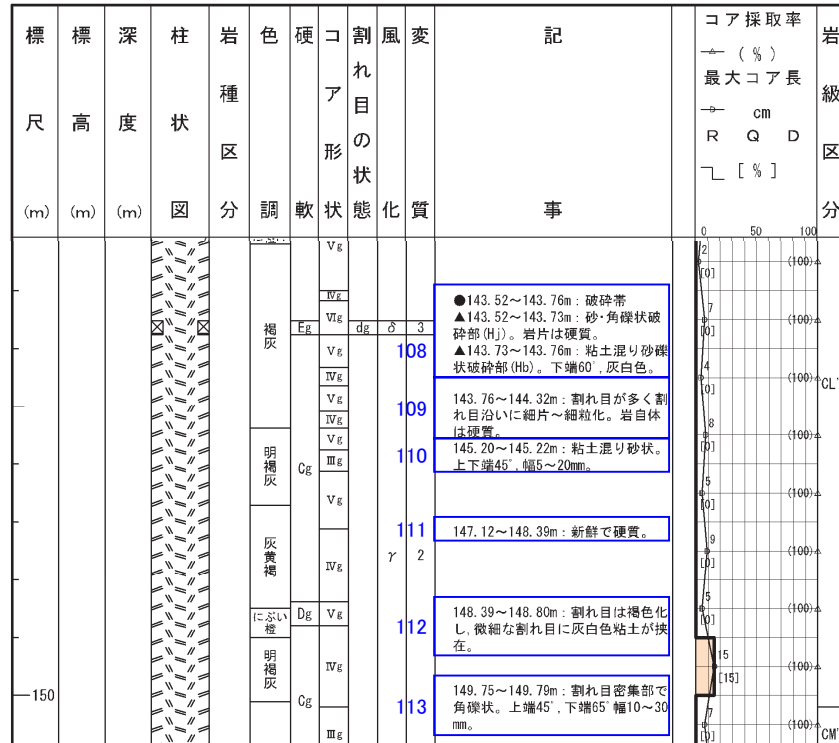 標尺(m)
標高(m)
深度(m)
柱状図
岩種区分
色調
硬軟
コア形状
割れ目の状態
風化
変質
記事
コア採取率
(%)
最大コア長
cm
R Q D
[%]
岩級区分
0 50 100
褐灰
明褐灰
灰黄褐
にぶい
橙
明褐灰
Eg
Cg
Dg
Cg
Ⅴg
Ⅳg
Ⅵg
Ⅴg
Ⅳg
Ⅴg
Ⅳg
Ⅴg
Ⅲg
Ⅴg
Ⅳg
Ⅴg
Ⅳg
Ⅲg
dg
δ
γ
3
2
108
●143.52～143.76m：破砕帯
▲143.52～143.73m：砂・角礫状破
砕部(Hj)。岩片は硬質。
▲143.73～143.76m：粘土混り砂礫
状破砕部(Hb)。下端60ﾟ,灰白色。
109
143.76～144.32m：割れ目が多く割
れ目沿いに細片～細粒化。岩自体
は硬質。
110
145.20～145.22m：粘土混り砂状。
上下端45ﾟ,幅5～20mm。
111
147.12～148.39m：新鮮で硬質。
112
148.39～148.80m：割れ目は褐色化
し,微細な割れ目に灰白色粘土が挟
在。
113
149.75～149.79m：割れ目密集部で
角礫状。上端45ﾟ,下端65ﾟ幅10～30
mm。
150
2
[0]
(100)
7
[0]
(100)
4
[0]
(100)
8
[0]
(100)
5
[0]
(100)
9
[0]
(100)
5
[0]
(100)
15
[15]
(100)
7
[0]
(100)
CL'
CM'